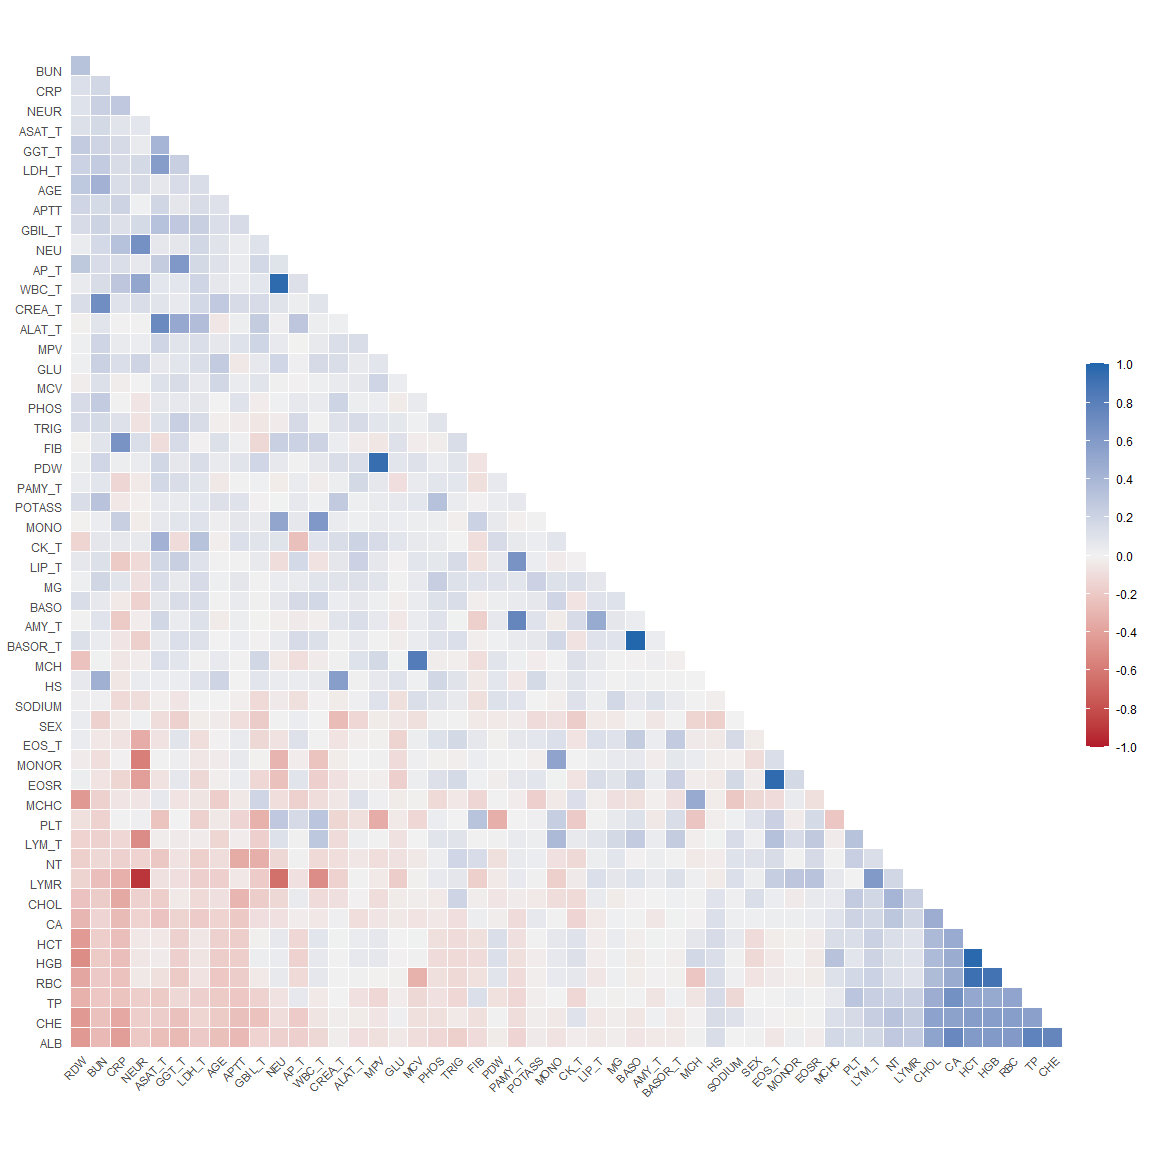 BUN
CRP
NEUR
ASAT_T
GGT_T
LDH_T
AGE
APTT
GBIL_T
NEU
AP_T
WBC_T
CREA_T
ALAT_T
MPV
GLU
MCV
PHOS
TRIG
FIB
PDW
PAMY_T
POTASS
MONO
CK_T
LIP_T
MG
BASO
AMY_T
BASOR_T
MCH
HS
SODIUM
SEX
EOS_T
MONOR
EOSR
MCHC
PLT
LYM_T
NT
LYMR
CHOL
CA
HCT
HGB
RBC
TP
CHE
ALB
RDW
BUN
CRP
NEUR
ASAT_T
GGT_T
LDH_T
AGE
APTT
GBIL_T
NEU
AP_T
WBC_T
CREA_T
ALAT_T
MPV
GLU
MCV
PHOS
TRIG
FIB
PDW
PAMY_T
POTASS
MONO
CK_T
LIP_T
MG
BASO
AMY_T
BASOR_T
MCH
HS
SODIUM
SEX
EOS_T
MONOR
EOSR
MCHC
PLT
LYM_T
NT
LYMR
CHOL
CA
HCT
HGB
RBC
TP
CHE
1.0
0.8
0.6
0.4
0.2
0.0
-0.2
-0.4
-0.6
-0.8
-1.0